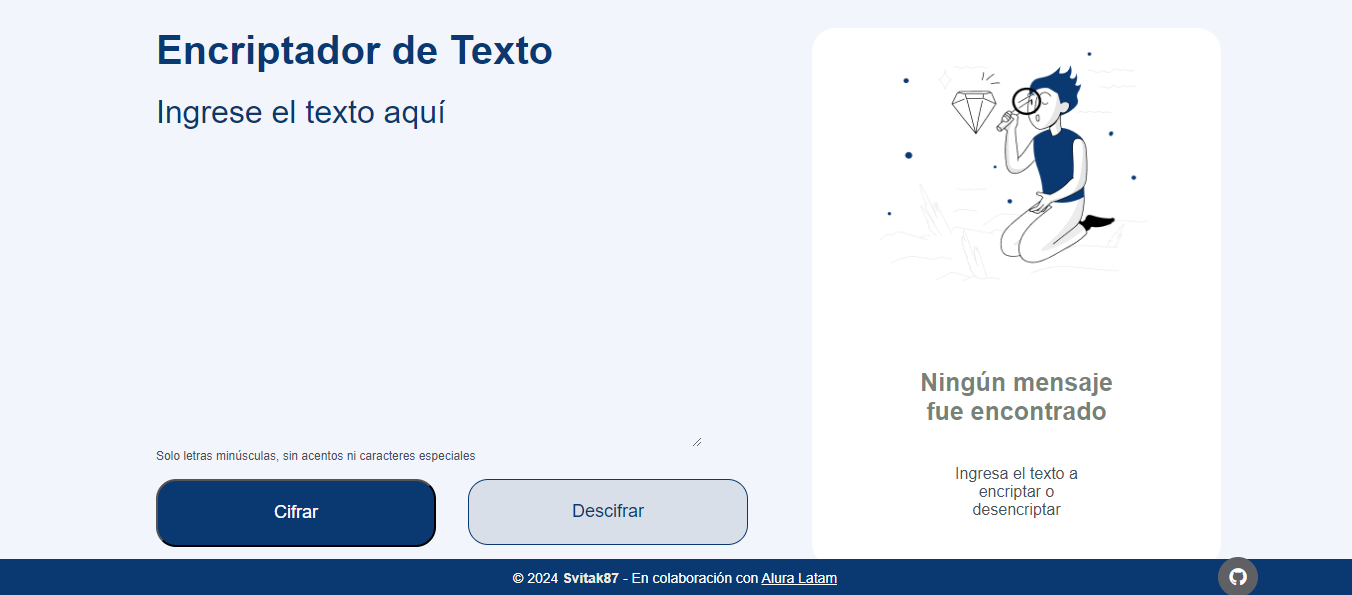 Encriptador de Texto
Ingrese el texto aquí
Solo letras minúsculas, sin acentos ni caracteres especiales
Cifrar
Descifrar
Ningún mensaje
fue encontrado
Ingresa el texto a
encriptar o
desencriptar
© 2024 Svitak87 - En colaboración con Alura Latam